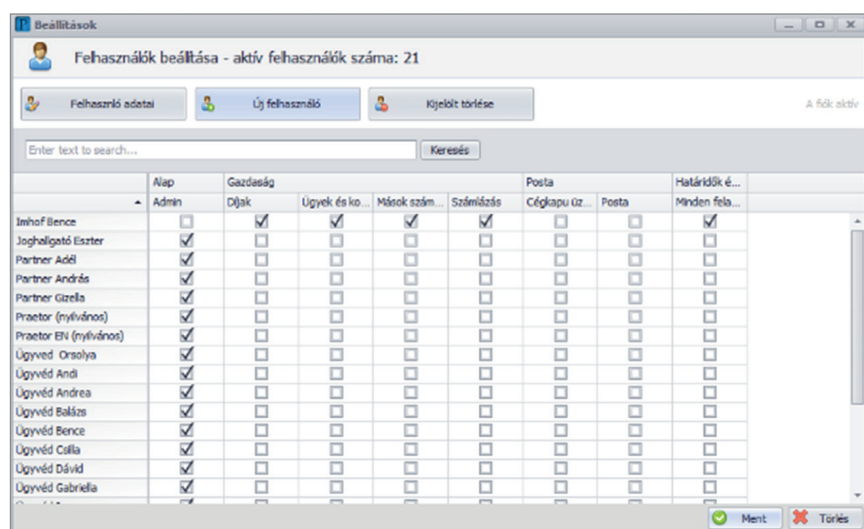 Beállítások
Felhasználók beállítása - aktív felhasználók száma: 21
Felhasznló adatai Új felhasználó Kijelölt törlése A fiók aktív
Enter text to search... Keresés
Alap Gazdaság Posta Határidők é...
Admin Díjak Ügyek és ko... Mások szám... Számlázás Cégkapu üz... Posta Minden fela...
Imhof Bence
Joghallgató Eszter
Partner Adél
Partner András
Partner Gizella
Praetor (nyilvános)
Praetor EN (nyilvános)
Ügyved Orsolya
Ügyvéd Andi
Ügyvéd Andrea
Ügyvéd Balázs
Ügyvéd Bence
Ügyvéd Csilla
Ügyvéd Dávid
Ügyvéd Gabriella
Ment Törlés